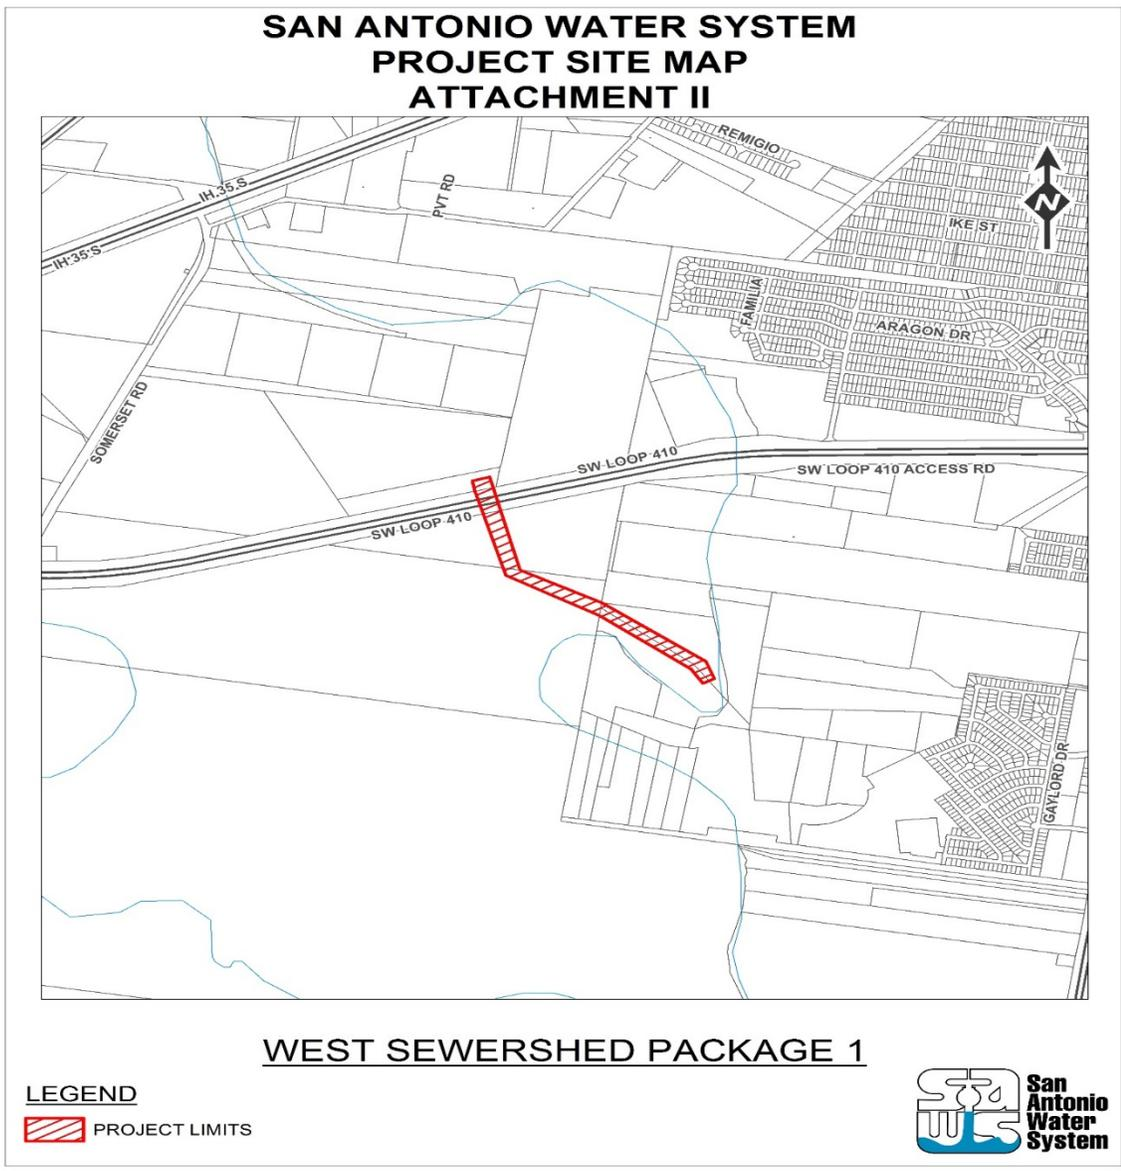 SAN ANTONIO WATER SYSTEM
PROJECT SITE MAP
ATTACHMENT II
REMIGIO
IH 35 S
PVT RD
IKE ST
N
IH 35 S
FAMILIA
ARAGON DR
SOMERSET RD
SW LOOP 410
SW LOOP 410 ACCESS RD
SW LOOP 410
GAYLORD DR
WEST SEWERSHED PACKAGE 1
LEGEND
PROJECT LIMITS
SAWS
San
Antonio
Water
System